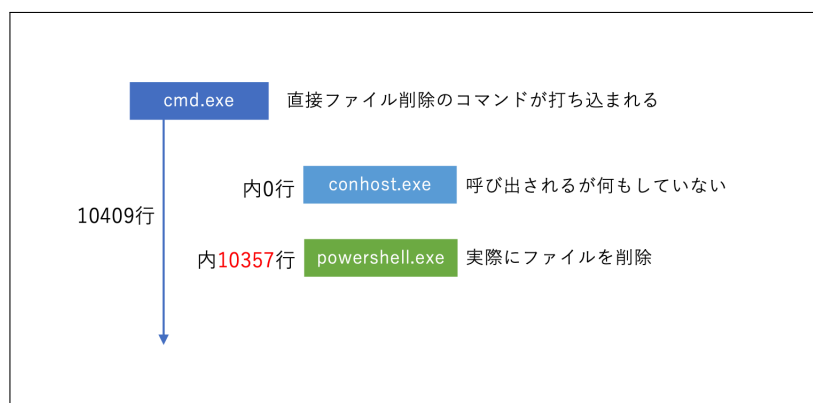 cmd.exe 直接ファイル削除のコマンドが打ち込まれる
内0行 conhost.exe 呼び出されるが何もしていない
10409行
内10357行 powershell.exe 実際にファイルを削除